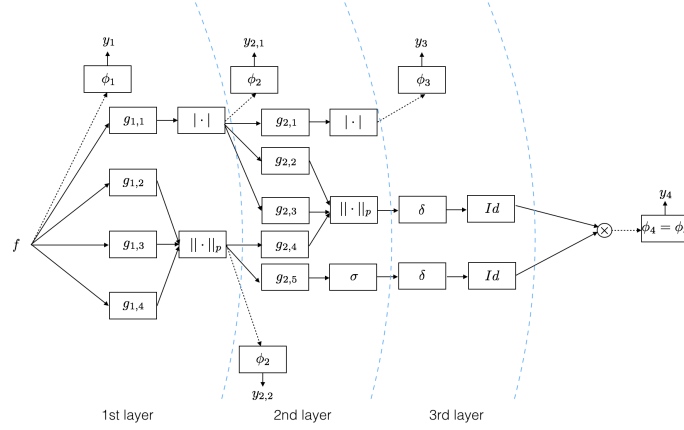 y₁ y₂,₁ y₃
ϕ₁ ϕ₂ ϕ₃
g₁,₁ |·| g₂,₁ |·|
g₁,₂ g₂,₂
y₄
g₂,₃ ||·||ₚ δ Id
f g₁,₃ ||·||ₚ g₂,₄ ⊗ ϕ₄ = ϕ
g₂,₅ σ δ Id
g₁,₄
ϕ₂
y₂,₂
1st layer 2nd layer 3rd layer